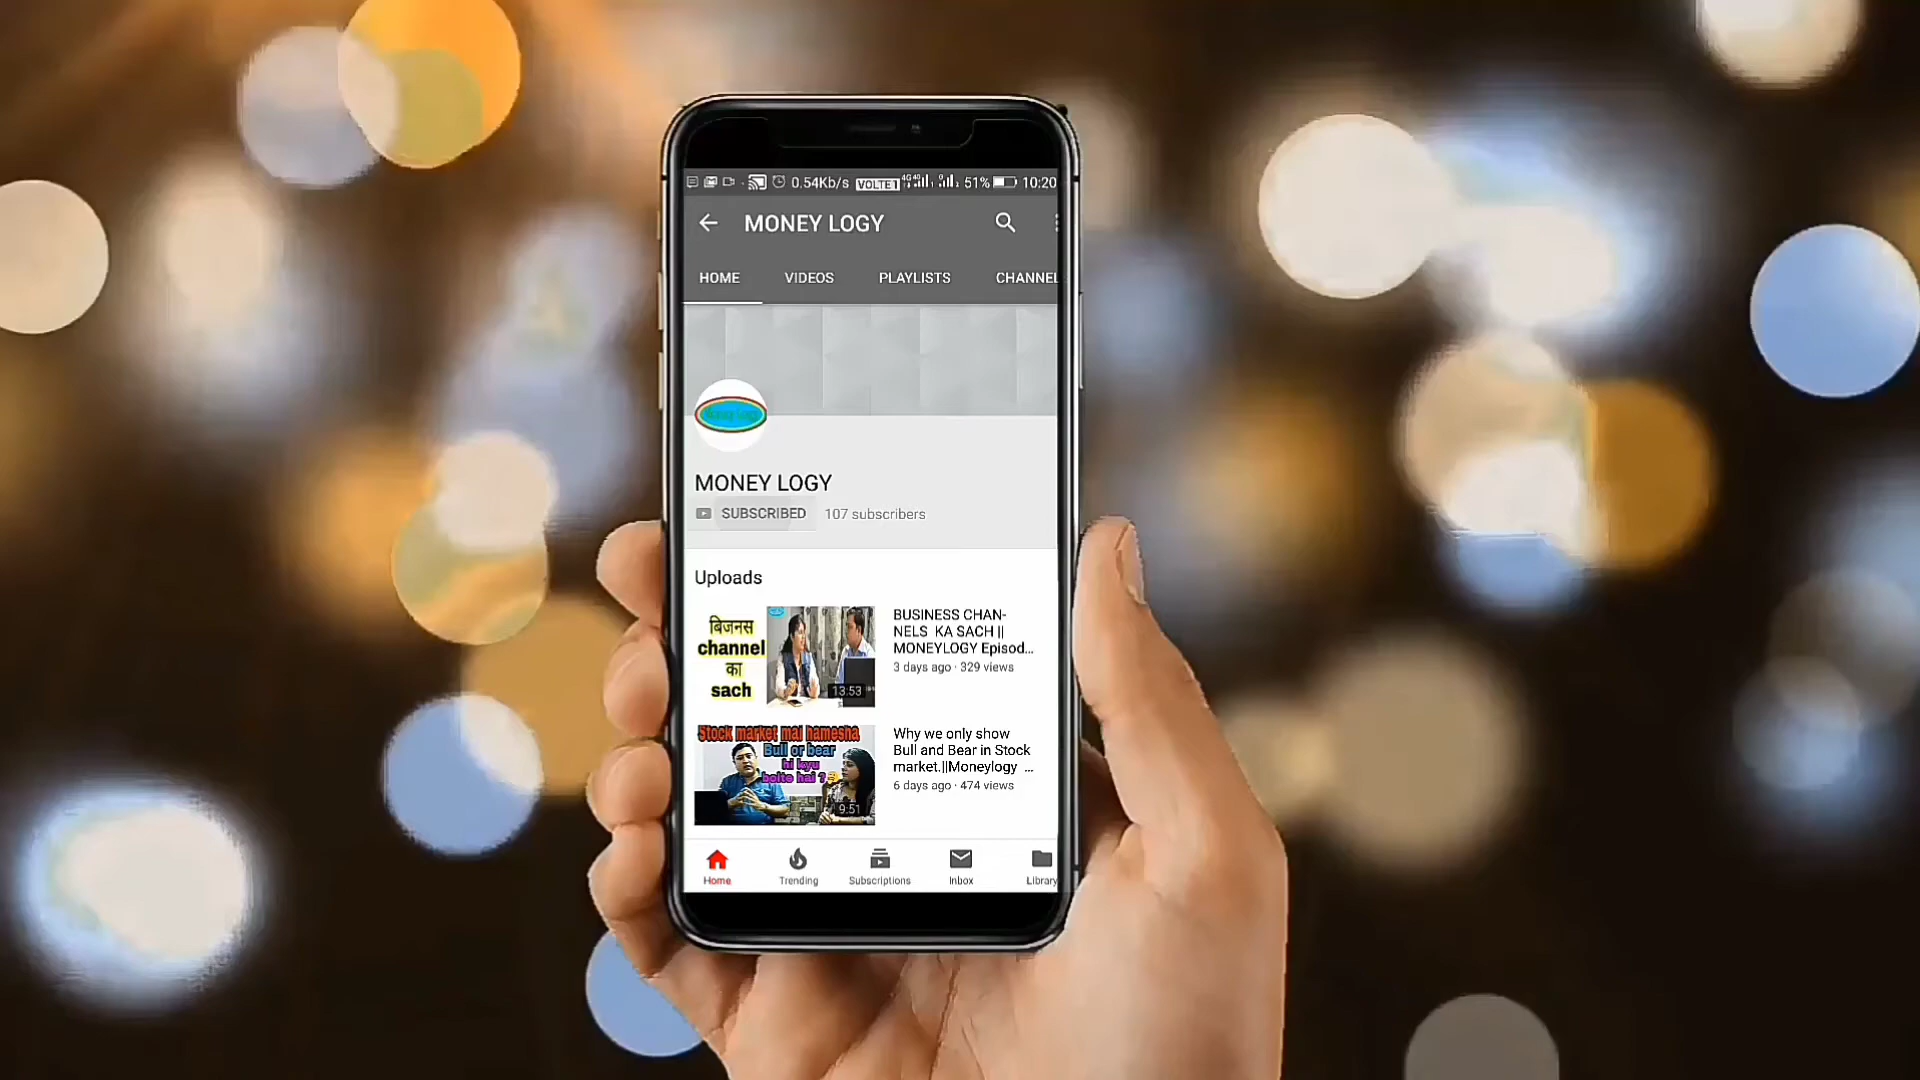 0.54Kb/s VOLTE 1 4G 51% 10:20
MONEY LOGY
HOME VIDEOS PLAYLISTS CHANNEL
MONEY LOGY
SUBSCRIBED 107 subscribers
Uploads
बिजनस
channel
का
sach
13:53
BUSINESS CHAN-
NELS KA SACH ||
MONEYLOGY Episod...
3 days ago · 329 views
Stock market mai hamesha
Bull or bear
hi kyu
bolte hai ?
9:51
Why we only show
Bull and Bear in Stock
market.||Moneylogy ...
6 days ago · 474 views
Home Trending Subscriptions Inbox Library